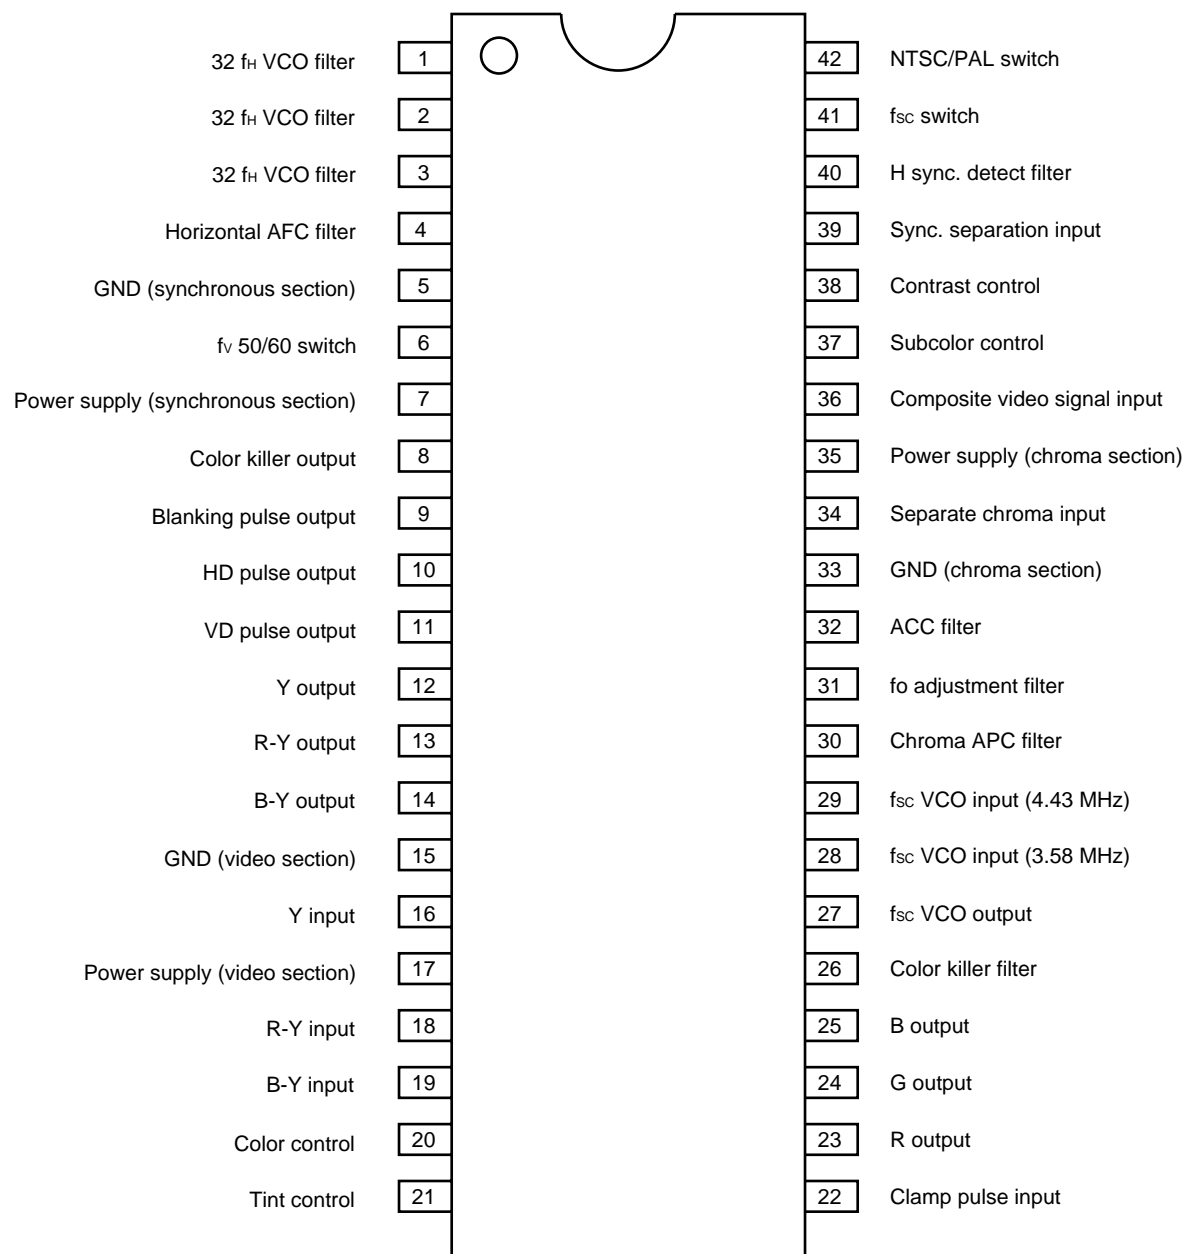 32 fH VCO filter 1 42 NTSC/PAL switch
32 fH VCO filter 2 41 fSC switch
32 fH VCO filter 3 40 H sync. detect filter
Horizontal AFC filter 4 39 Sync. separation input
GND (synchronous section) 5 38 Contrast control
fV 50/60 switch 6 37 Subcolor control
Power supply (synchronous section) 7 36 Composite video signal input
Color killer output 8 35 Power supply (chroma section)
Blanking pulse output 9 34 Separate chroma input
HD pulse output 10 33 GND (chroma section)
VD pulse output 11 32 ACC filter
Y output 12 31 fo adjustment filter
R-Y output 13 30 Chroma APC filter
B-Y output 14 29 fSC VCO input (4.43 MHz)
GND (video section) 15 28 fSC VCO input (3.58 MHz)
Y input 16 27 fSC VCO output
Power supply (video section) 17 26 Color killer filter
R-Y input 18 25 B output
B-Y input 19 24 G output
Color control 20 23 R output
Tint control 21 22 Clamp pulse input